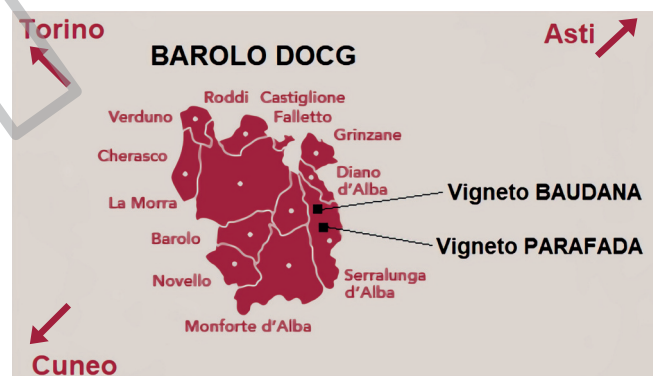 Torino
Asti
BAROLO DOCG
Roddi
Castiglione
Falletto
Verduno
Grinzane
Cherasco
Diano
d'Alba
La Morra
Vigneto BAUDANA
Barolo
Vigneto PARAFADA
Novello
Serralunga
d'Alba
Monforte d'Alba
Cuneo